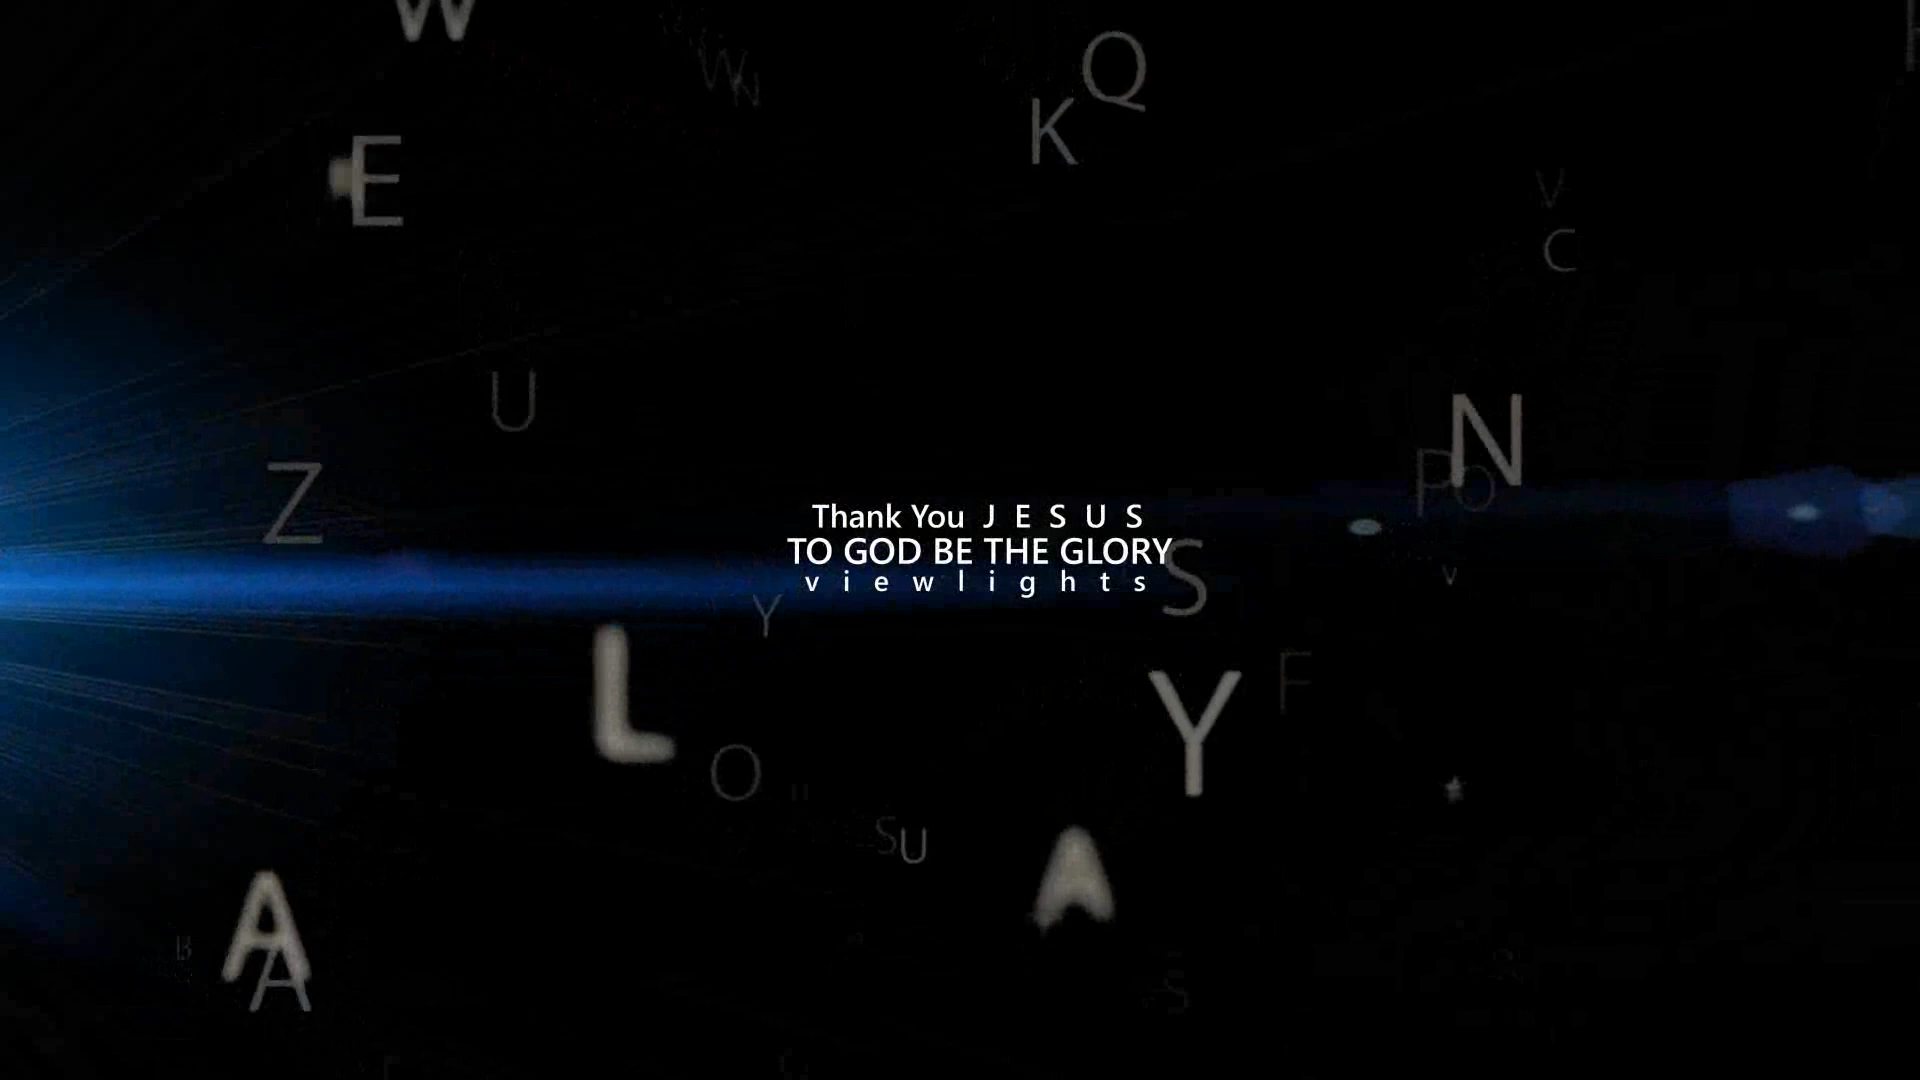 W
Q
K
E
V
C
U
N
Z
P
O
Thank You J E S U S
TO GOD BE THE GLORY
v i e w l i g h t s
S
V
Y
L
Y
F
O
S
U
A
A
A
B
S